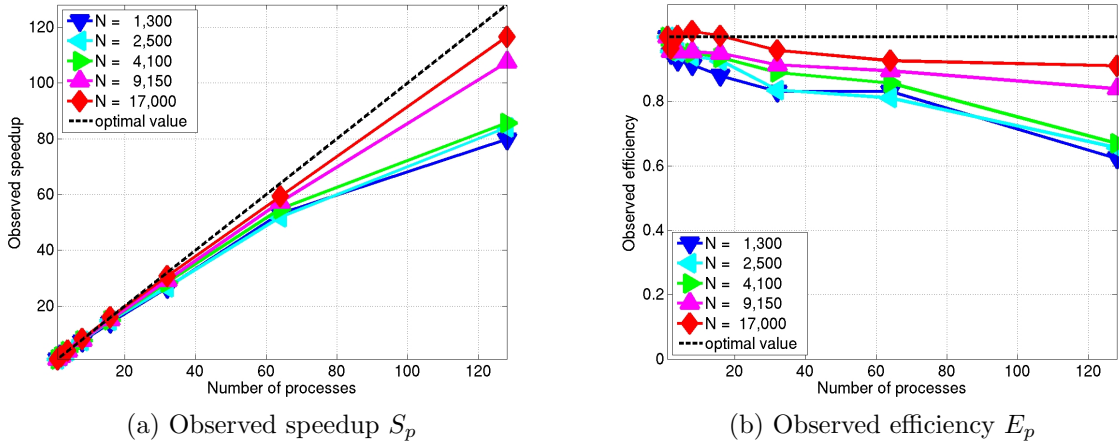 120
100
80
60
40
20
Observed speedup
N = 1,300
N = 2,500
N = 4,100
N = 9,150
N = 17,000
optimal value
20 40 60 80 100 120
Number of processes
(a) Observed speedup Sp
0.8
0.6
0.4
0.2
0
Observed efficiency
N = 1,300
N = 2,500
N = 4,100
N = 9,150
N = 17,000
optimal value
20 40 60 80 100 120
Number of processes
(b) Observed efficiency Ep